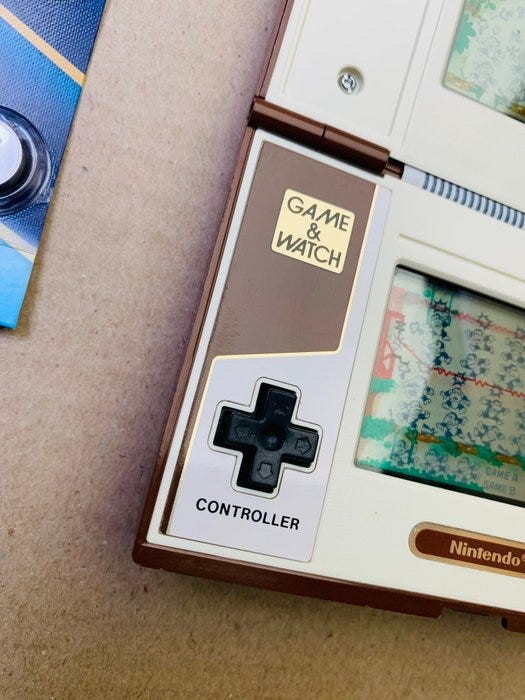 GAME
&
WATCH
GAME A
GAME B
CONTROLLER
Nintendo®